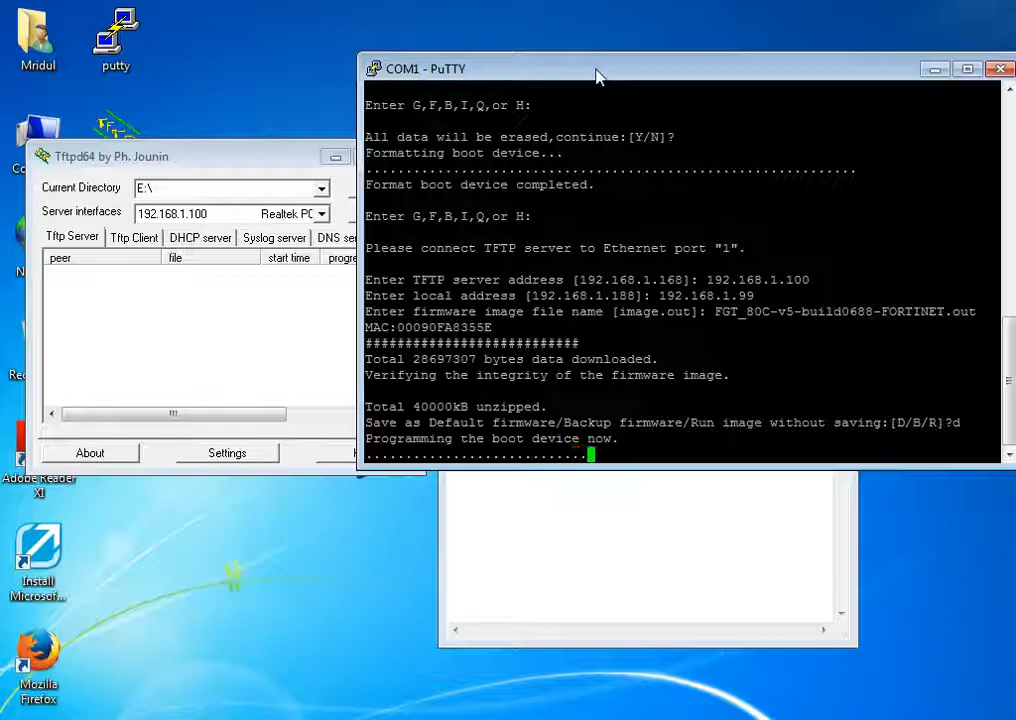 Mridul
putty
COM1 - PuTTY
Enter G,F,B,I,Q,or H:
All data will be erased,continue:[Y/N]?
Formatting boot device...
.............................................................
Format boot device completed.
Enter G,F,B,I,Q,or H:
Please connect TFTP server to Ethernet port "1".
Enter TFTP server address [192.168.1.168]: 192.168.1.100
Enter local address [192.168.1.188]: 192.168.1.99
Enter firmware image file name [image.out]: FGT_80C-v5-build0688-FORTINET.out
MAC:00090FA8355E
###########################
Total 28697307 bytes data downloaded.
Verifying the integrity of the firmware image.
Total 40000kB unzipped.
Save as Default firmware/Backup firmware/Run image without saving:[D/B/R]?d
Programming the boot device now.
............................
Tftpd64 by Ph. Jounin
Current Directory E:\
Server interfaces 192.168.1.100 Realtek PC
Tftp Server Tftp Client DHCP server Syslog server DNS se
peer file start time progre
About Settings
Adobe Reader
XI
Install
Microsof...
Mozilla
Firefox